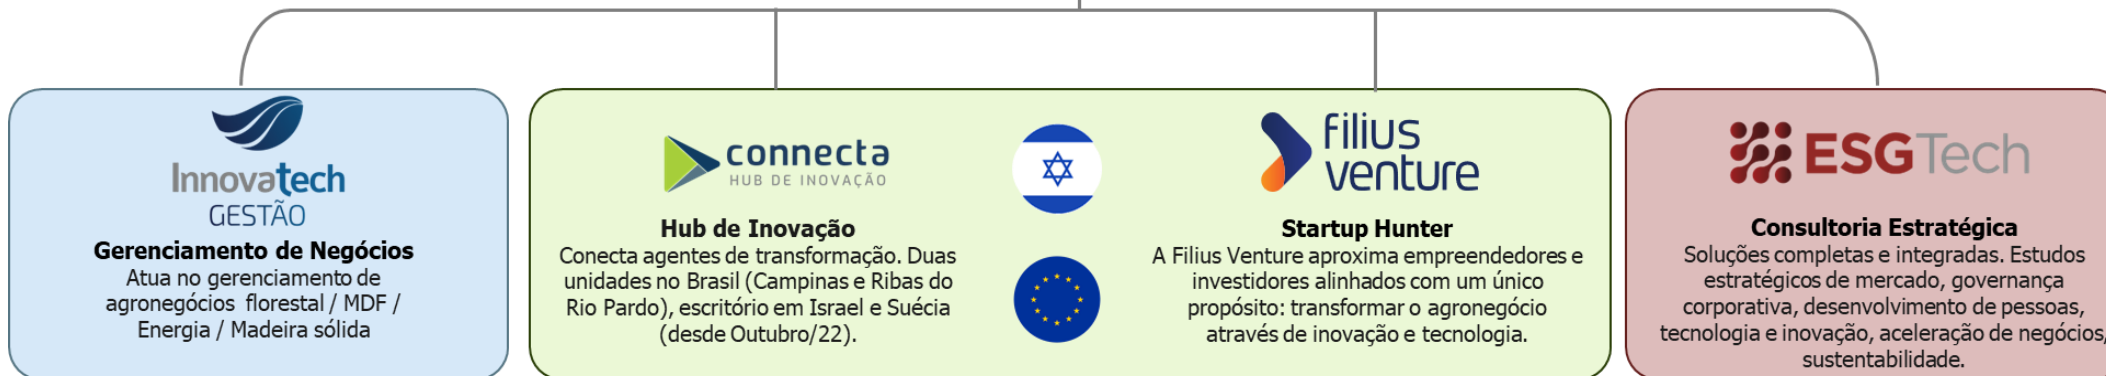 Innovatech
GESTÃO
Gerenciamento de Negócios
Atua no gerenciamento de
agronegócios florestal / MDF /
Energia / Madeira sólida
connecta
HUB DE INOVAÇÃO
Hub de Inovação
Conecta agentes de transformação. Duas
unidades no Brasil (Campinas e Ribas do
Rio Pardo), escritório em Israel e Suécia
(desde Outubro/22).
filius
venture
Startup Hunter
A Filius Venture aproxima empreendedores e
investidores alinhados com um único
propósito: transformar o agronegócio
através de inovação e tecnologia.
ESGTech
Consultoria Estratégica
Soluções completas e integradas. Estudos
estratégicos de mercado, governança
corporativa, desenvolvimento de pessoas,
tecnologia e inovação, aceleração de negócios,
sustentabilidade.